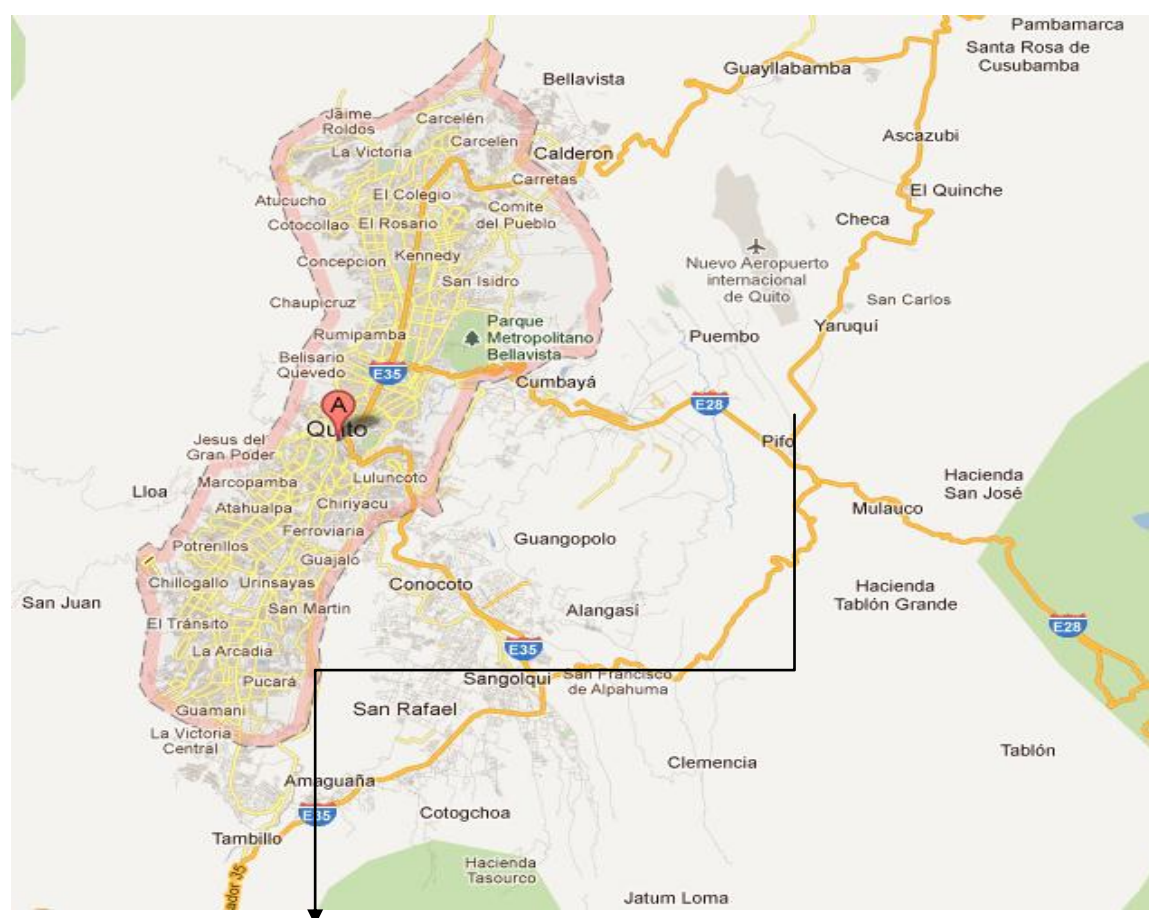 Pambamarca
Santa Rosa de
Cusubamba
Guayllabamba
Bellavista
Jaime
Roldos
Carcelén
Carcelen
La Victoria
Calderon
Ascazubi
Carretas
El Colegio
El Quinche
Atucucho
Comite
del Pueblo
Cotocollao
El Rosario
Checa
Kennedy
Concepcion
Nuevo Aeropuerto
internacional
de Quito
San Isidro
Chaupicruz
San Carlos
Parque
Metropolitano
Bellavista
Yaruquí
Rumipamba
Puembo
Belisario
Quevedo
E35
Cumbayá
E28
A
Quito
Jesus del
Gran Poder
Pifo
Marcopamba
Luluncoto
Hacienda
San José
Lloa
Atahualpa
Chiriyacu
Mulauco
Ferroviaria
Guangopolo
Potrerillos
Guajalo
Chillogallo
Urinsayas
Conocoto
Hacienda
Tablón Grande
San Juan
San Martin
Alangasí
El Tránsito
E28
La Arcadia
E35
Pucará
Sangolqui
San Francisco
de Alpahuma
Guamani
San Rafael
La Victoria
Central
Tablón
Clemencia
Amaguaña
E35
Cotogchoa
Tambillo
Hacienda
Tasourco
ador 35
Jatum Loma